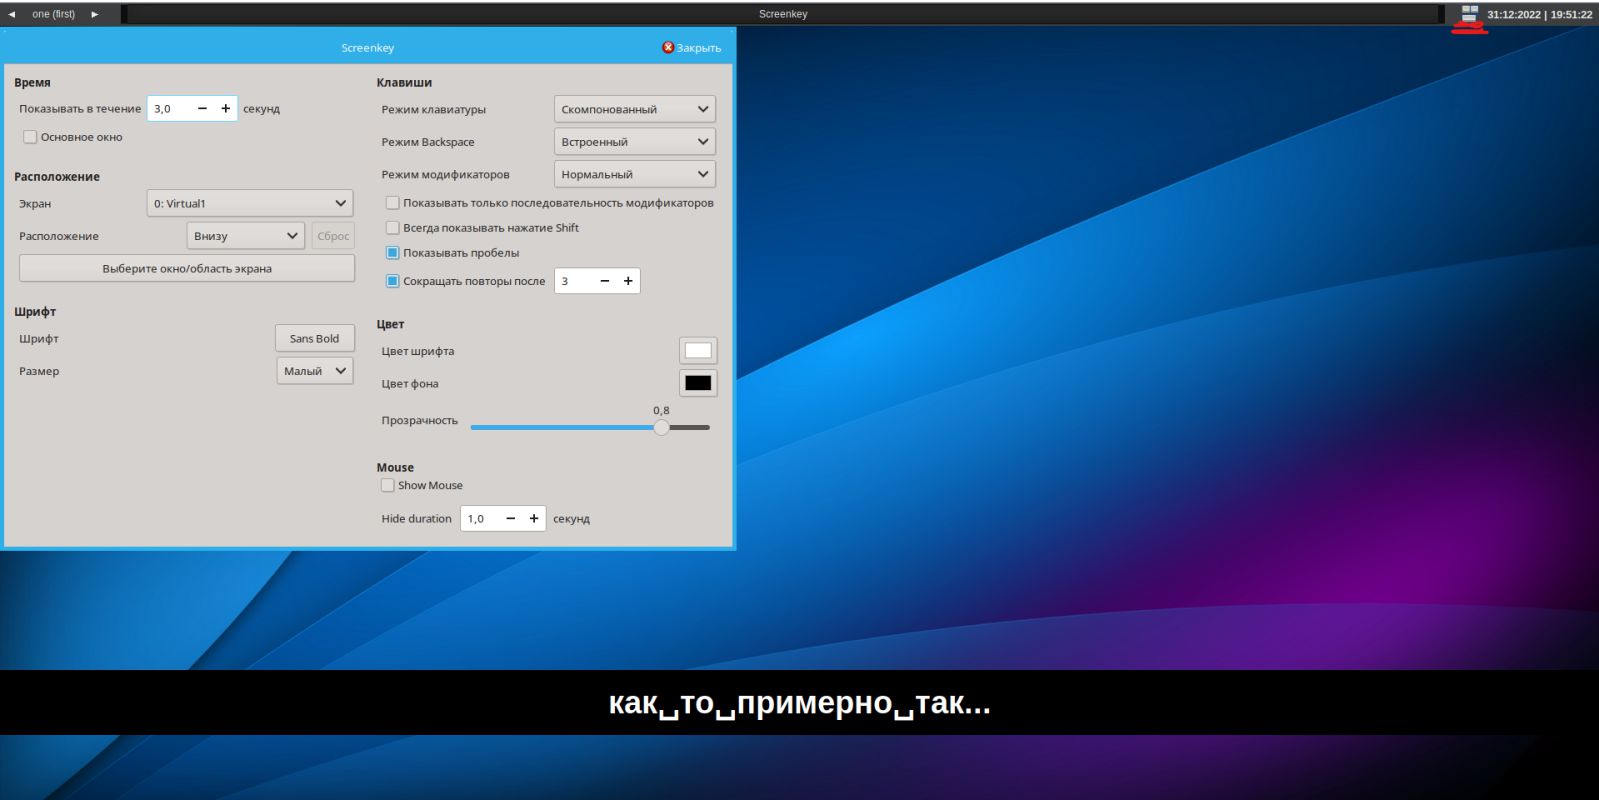 one (first)
Screenkey
31:12:2022 | 19:51:22
Screenkey
Закрыть
Время
Показывать в течение 3,0 − + секунд
Основное окно
Расположение
Экран 0: Virtual1
Расположение Внизу Сброс
Выберите окно/область экрана
Шрифт
Шрифт Sans Bold
Размер Малый
Клавиши
Режим клавиатуры Скомпонованный
Режим Backspace Встроенный
Режим модификаторов Нормальный
Показывать только последовательность модификаторов
Всегда показывать нажатие Shift
Показывать пробелы
Сокращать повторы после 3 − +
Цвет
Цвет шрифта
Цвет фона
0,8
Прозрачность
Mouse
Show Mouse
Hide duration 1,0 − + секунд
как␣то␣примерно␣так...